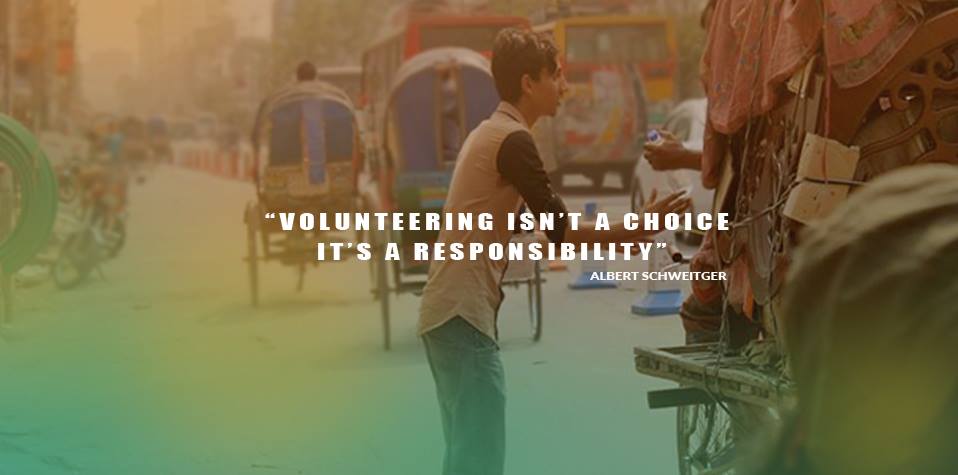 “VOLUNTEERING ISN’T A CHOICE
IT’S A RESPONSIBILITY”
ALBERT SCHWEITGER